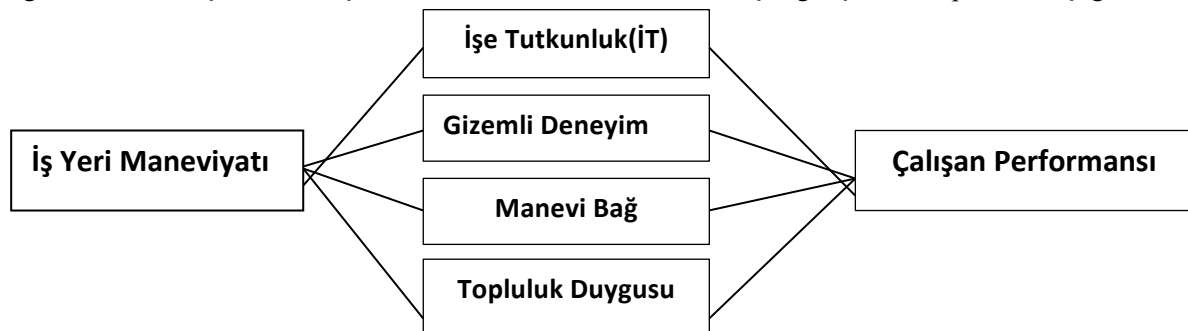 İşe Tutkunluk(İT)
Gizemli Deneyim
İş Yeri Maneviyatı
Çalışan Performansı
Manevi Bağ
Topluluk Duygusu